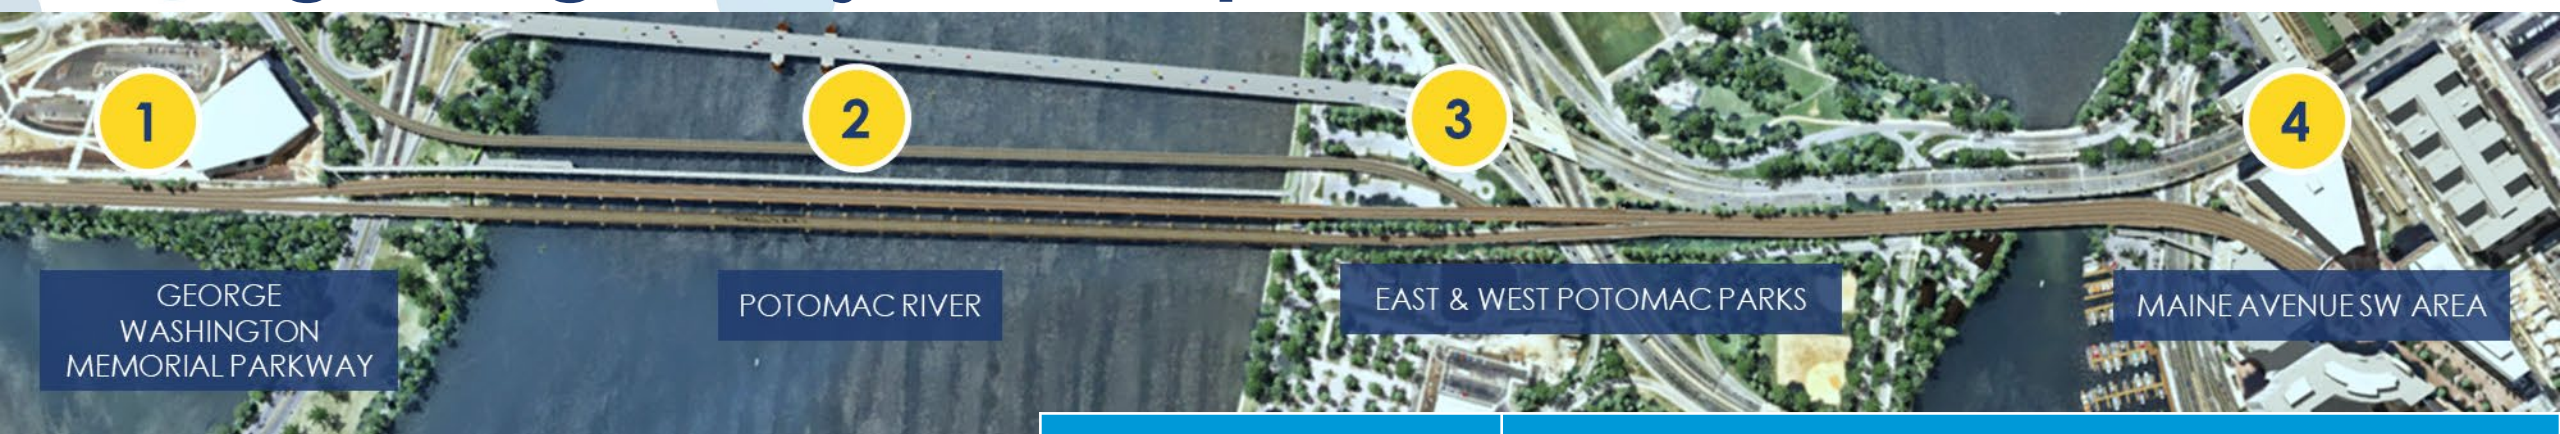 1
2
3
4
GEORGE
WASHINGTON
MEMORIAL PARKWAY
POTOMAC RIVER
EAST & WEST POTOMAC PARKS
MAINE AVENUE SW AREA